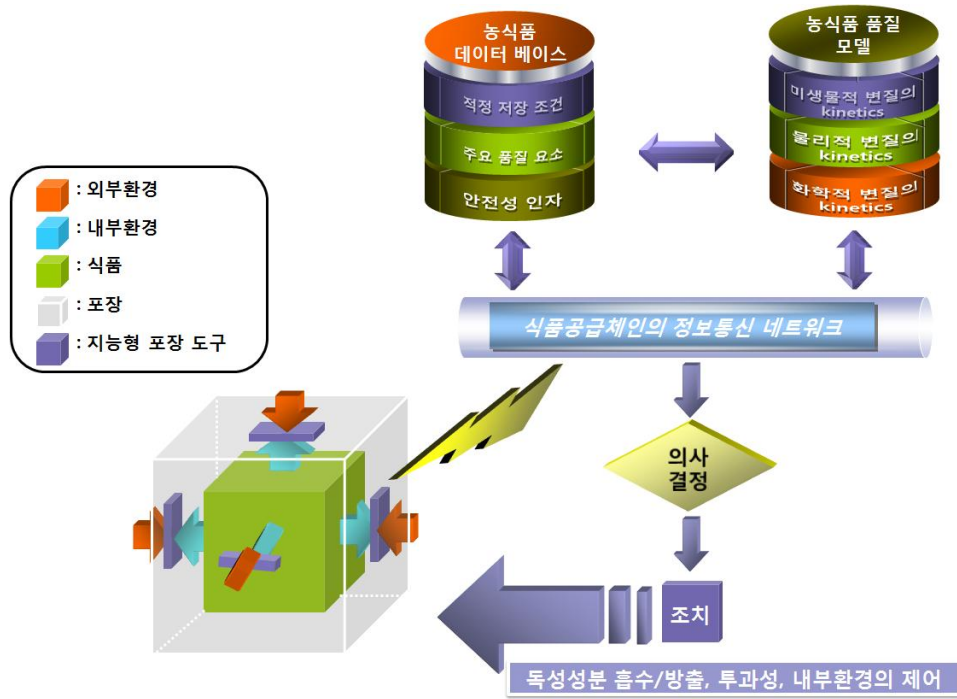 농식품
데이터 베이스
적정 저장 조건
주요 품질 요소
안전성 인자
농식품 품질
모델
미생물적 변질의
kinetics
물리적 변질의
kinetics
화학적 변질의
kinetics
: 외부환경
: 내부환경
: 식품
: 포장
: 지능형 포장 도구
식품공급체인의 정보통신 네트워크
의사
결정
조치
독성성분 흡수/방출, 투과성, 내부환경의 제어